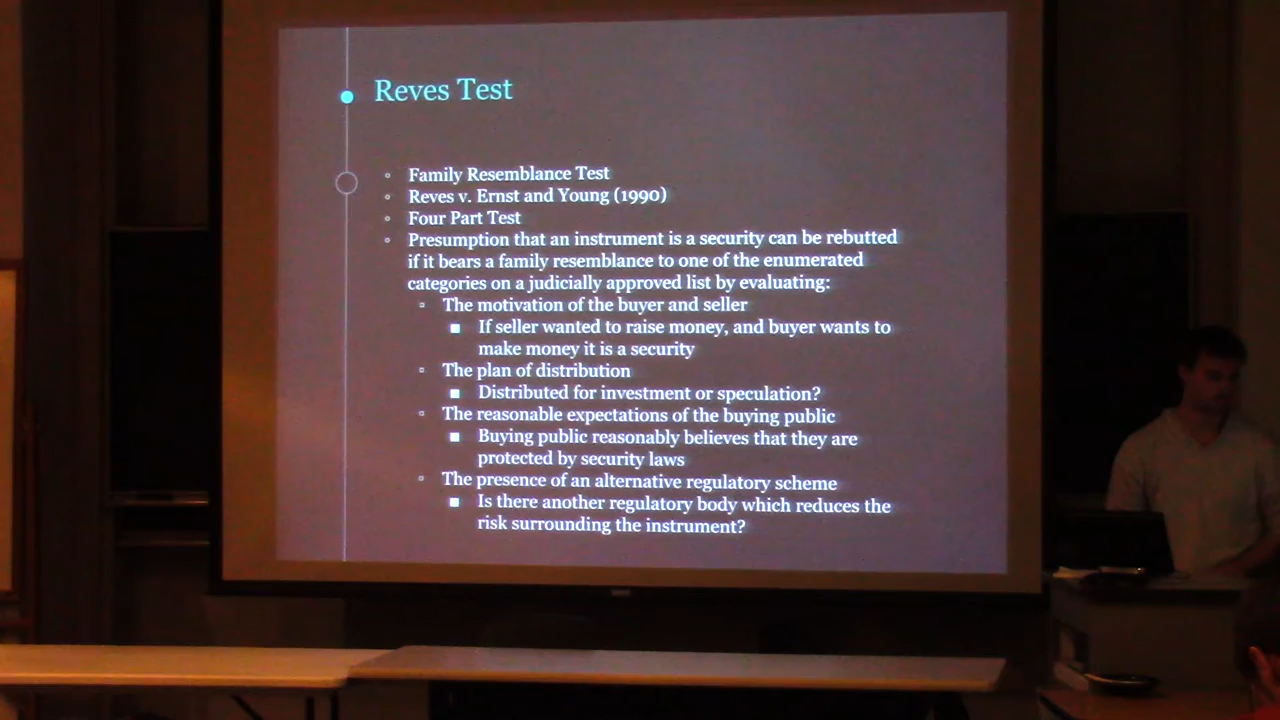 Reves Test
Family Resemblance Test
Reves v. Ernst and Young (1990)
Four Part Test
Presumption that an instrument is a security can be rebutted
if it bears a family resemblance to one of the enumerated
categories on a judicially approved list by evaluating:
The motivation of the buyer and seller
If seller wanted to raise money, and buyer wants to
make money it is a security
The plan of distribution
Distributed for investment or speculation?
The reasonable expectations of the buying public
Buying public reasonably believes that they are
protected by security laws
The presence of an alternative regulatory scheme
Is there another regulatory body which reduces the
risk surrounding the instrument?